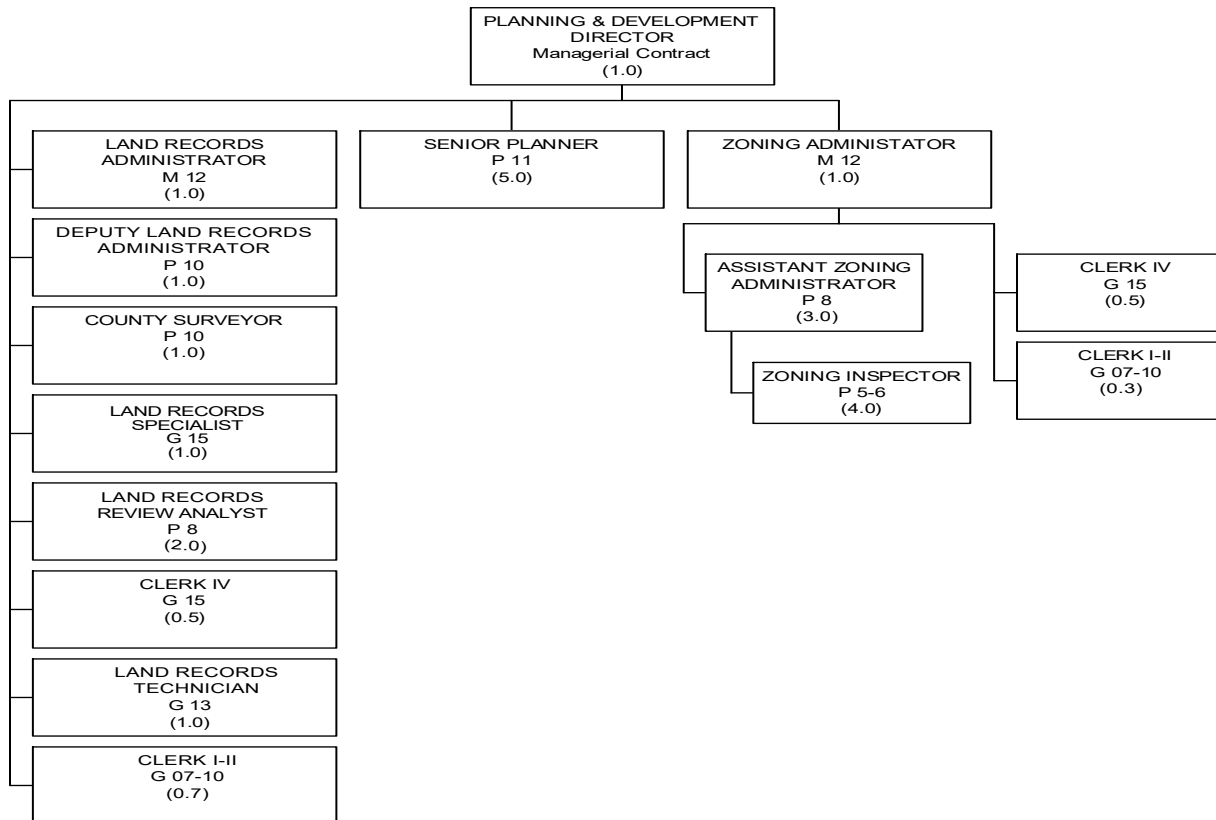 PLANNING & DEVELOPMENT
DIRECTOR
Managerial Contract
(1.0)
LAND RECORDS
ADMINISTRATOR
M 12
(1.0)
DEPUTY LAND RECORDS
ADMINISTRATOR
P 10
(1.0)
COUNTY SURVEYOR
P 10
(1.0)
LAND RECORDS
SPECIALIST
G 15
(1.0)
LAND RECORDS
REVIEW ANALYST
P 8
(2.0)
CLERK IV
G 15
(0.5)
LAND RECORDS
TECHNICIAN
G 13
(1.0)
CLERK I-II
G 07-10
(0.7)
SENIOR PLANNER
P 11
(5.0)
ZONING ADMINISTATOR
M 12
(1.0)
ASSISTANT ZONING
ADMINISTRATOR
P 8
(3.0)
ZONING INSPECTOR
P 5-6
(4.0)
CLERK IV
G 15
(0.5)
CLERK I-II
G 07-10
(0.3)